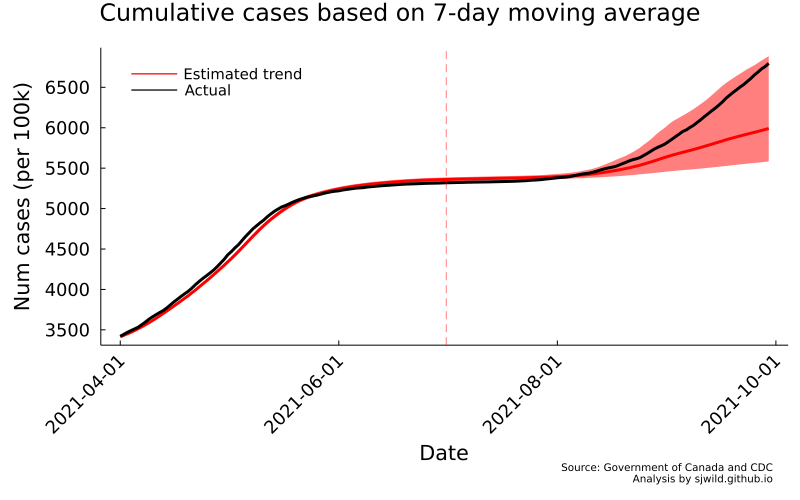 Cumulative cases based on 7-day moving average
Estimated trend
Actual
Num cases (per 100k)
6500
6000
5500
5000
4500
4000
3500
2021-04-01
2021-06-01
2021-08-01
2021-10-01
Date
Source: Government of Canada and CDC
Analysis by sjwild.github.io